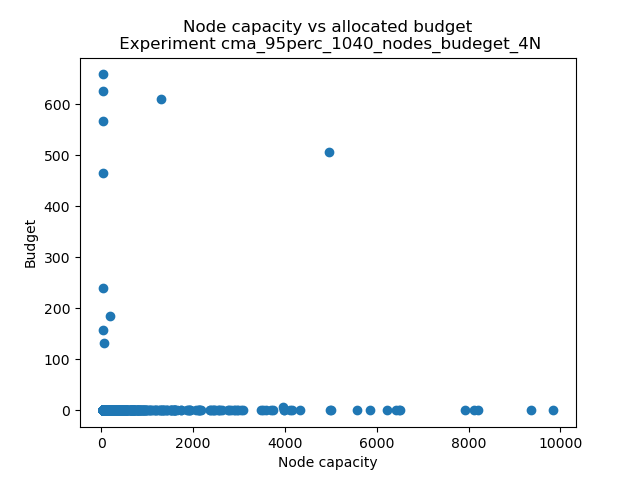 Node capacity vs allocated budget
Experiment cma_95perc_1040_nodes_budeget_4N
600
500
400
300
200
100
0
Budget
0 2000 4000 6000 8000 10000
Node capacity